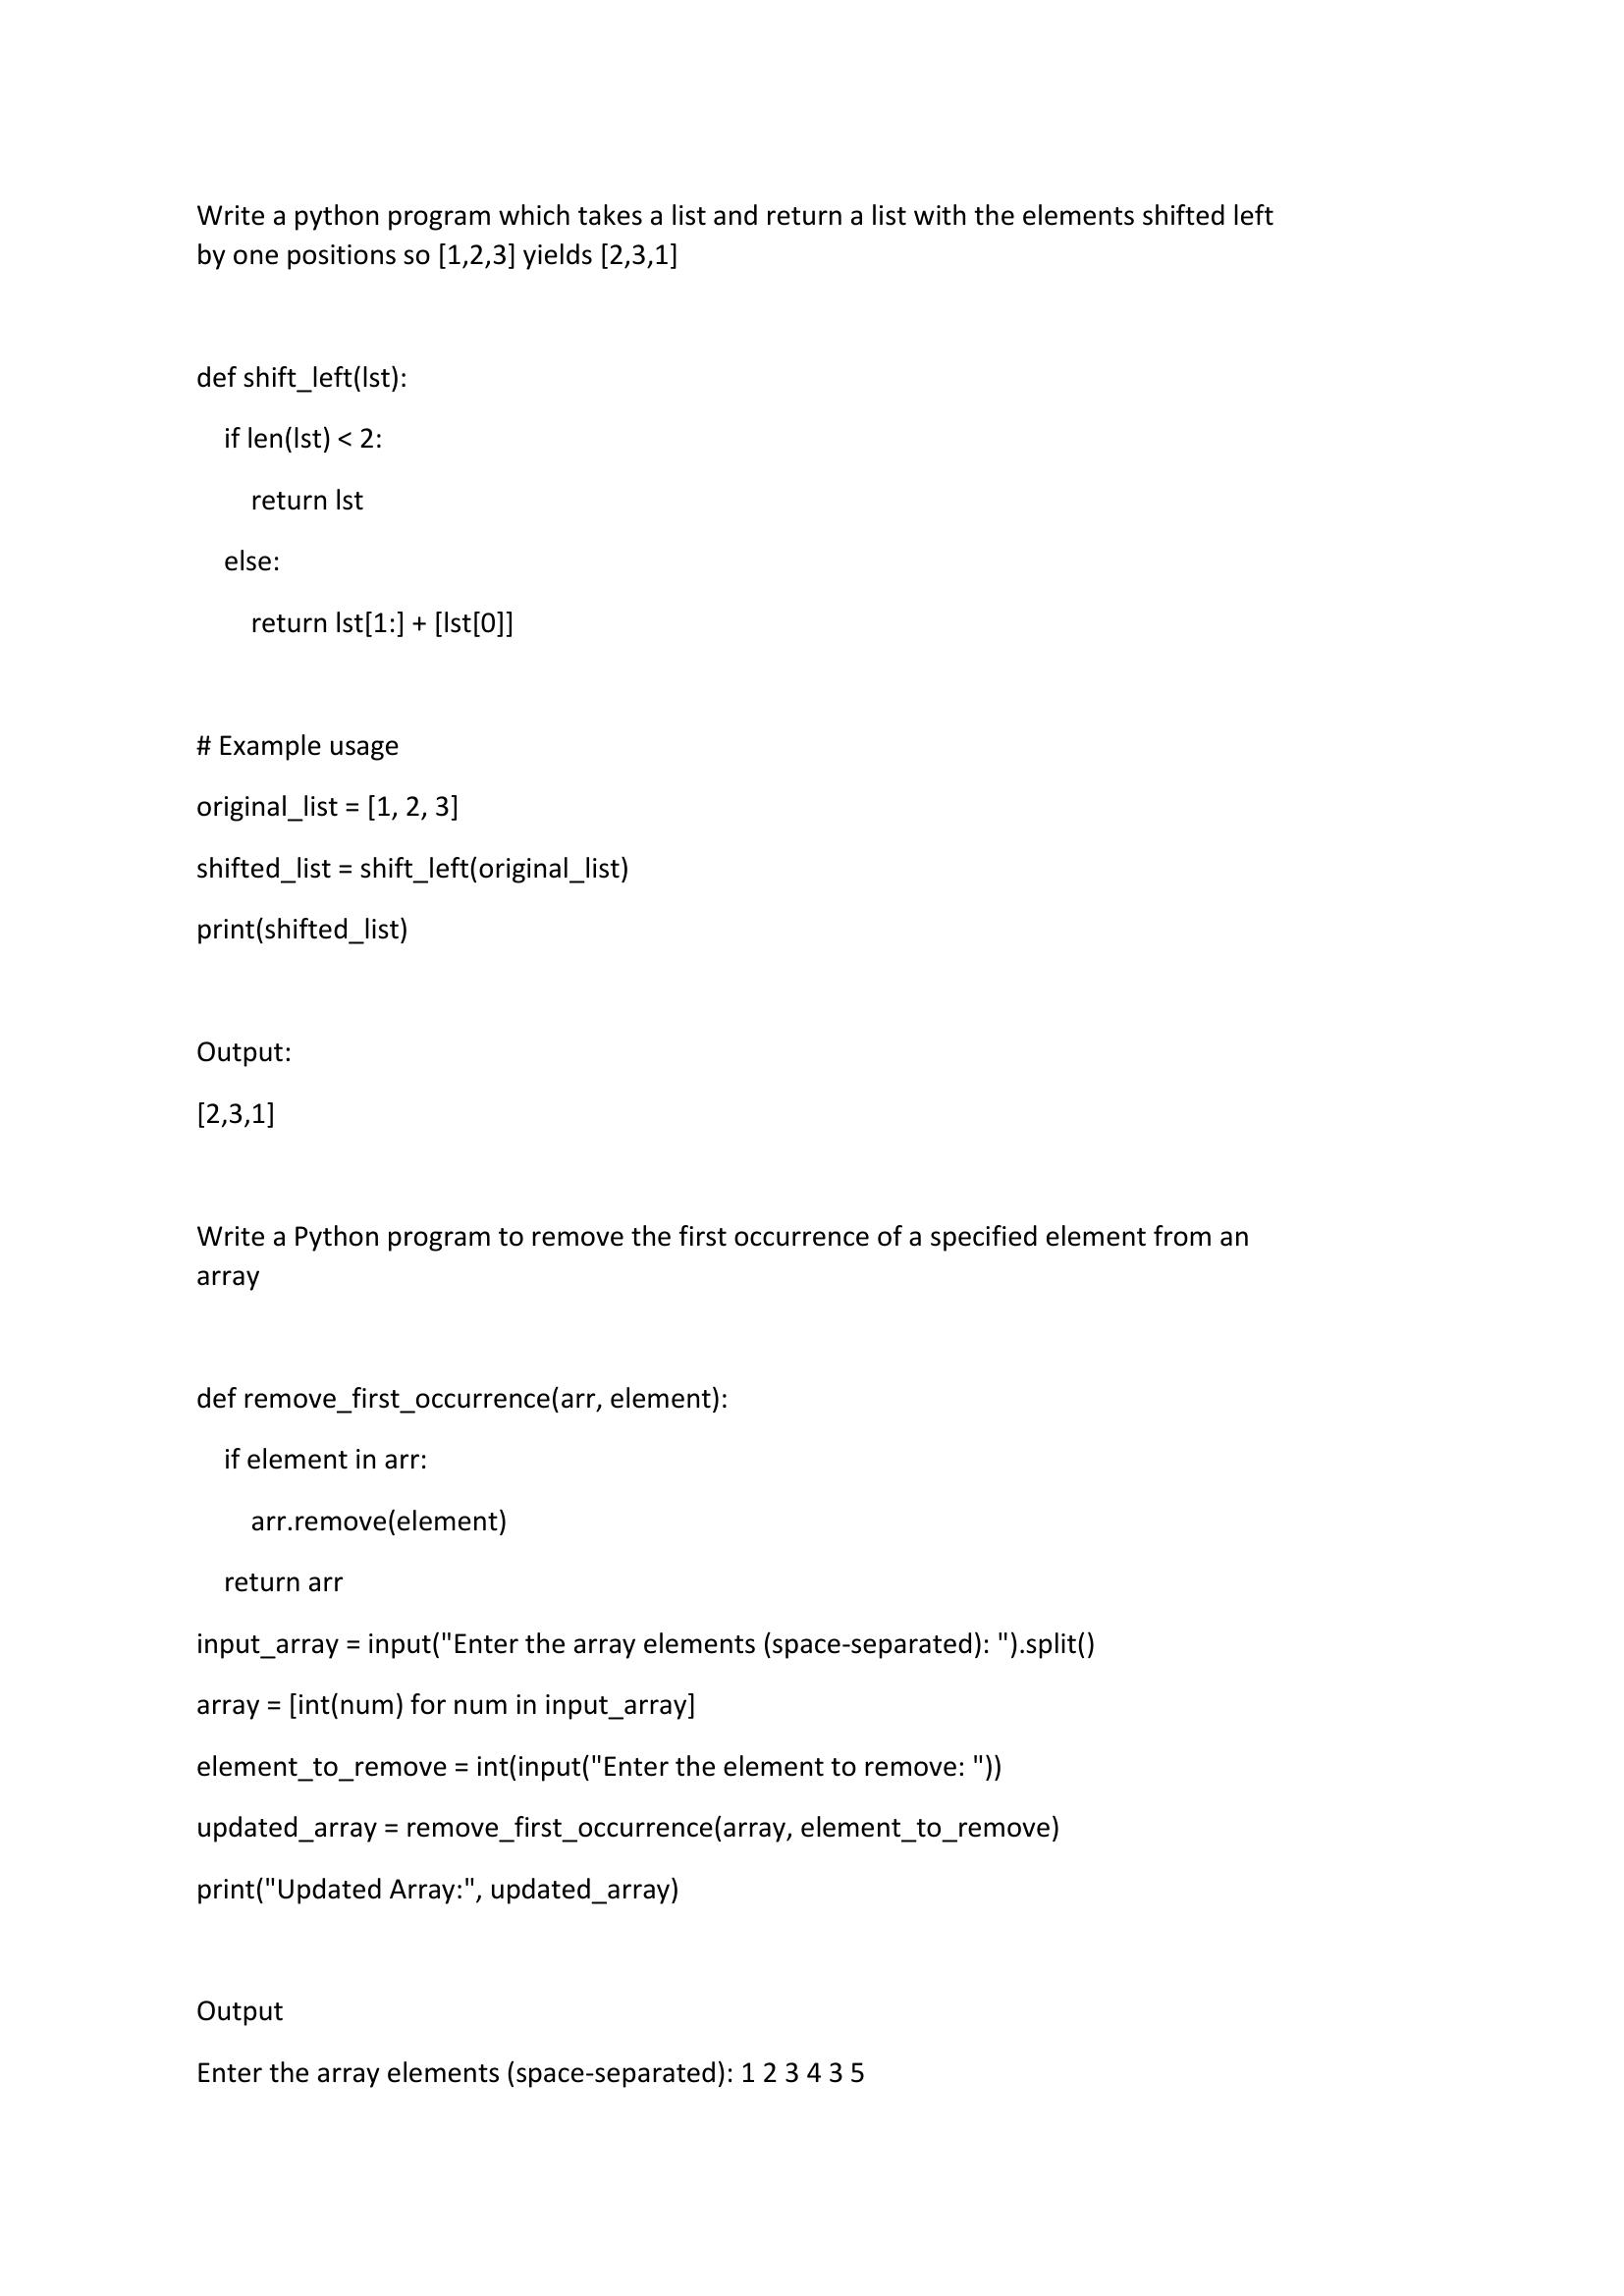 Write a python program which takes a list and return a list with the elements shifted left
by one positions so [1,2,3] yields [2,3,1]
def shift_left(lst):
if len(lst) < 2:
return lst
else:
return lst[1:] + [lst[0]]
# Example usage
original_list = [1, 2, 3]
shifted_list = shift_left(original_list)
print(shifted_list)
Output:
[2,3,1]
Write a Python program to remove the first occurrence of a specified element from an
array
def remove_first_occurrence(arr, element):
if element in arr:
arr.remove(element)
return arr
input_array = input("Enter the array elements (space-separated): ").split()
array = [int(num) for num in input_array]
element_to_remove = int(input("Enter the element to remove: "))
updated_array = remove_first_occurrence(array, element_to_remove)
print("Updated Array:", updated_array)
Output
Enter the array elements (space-separated): 1 2 3 4 3 5